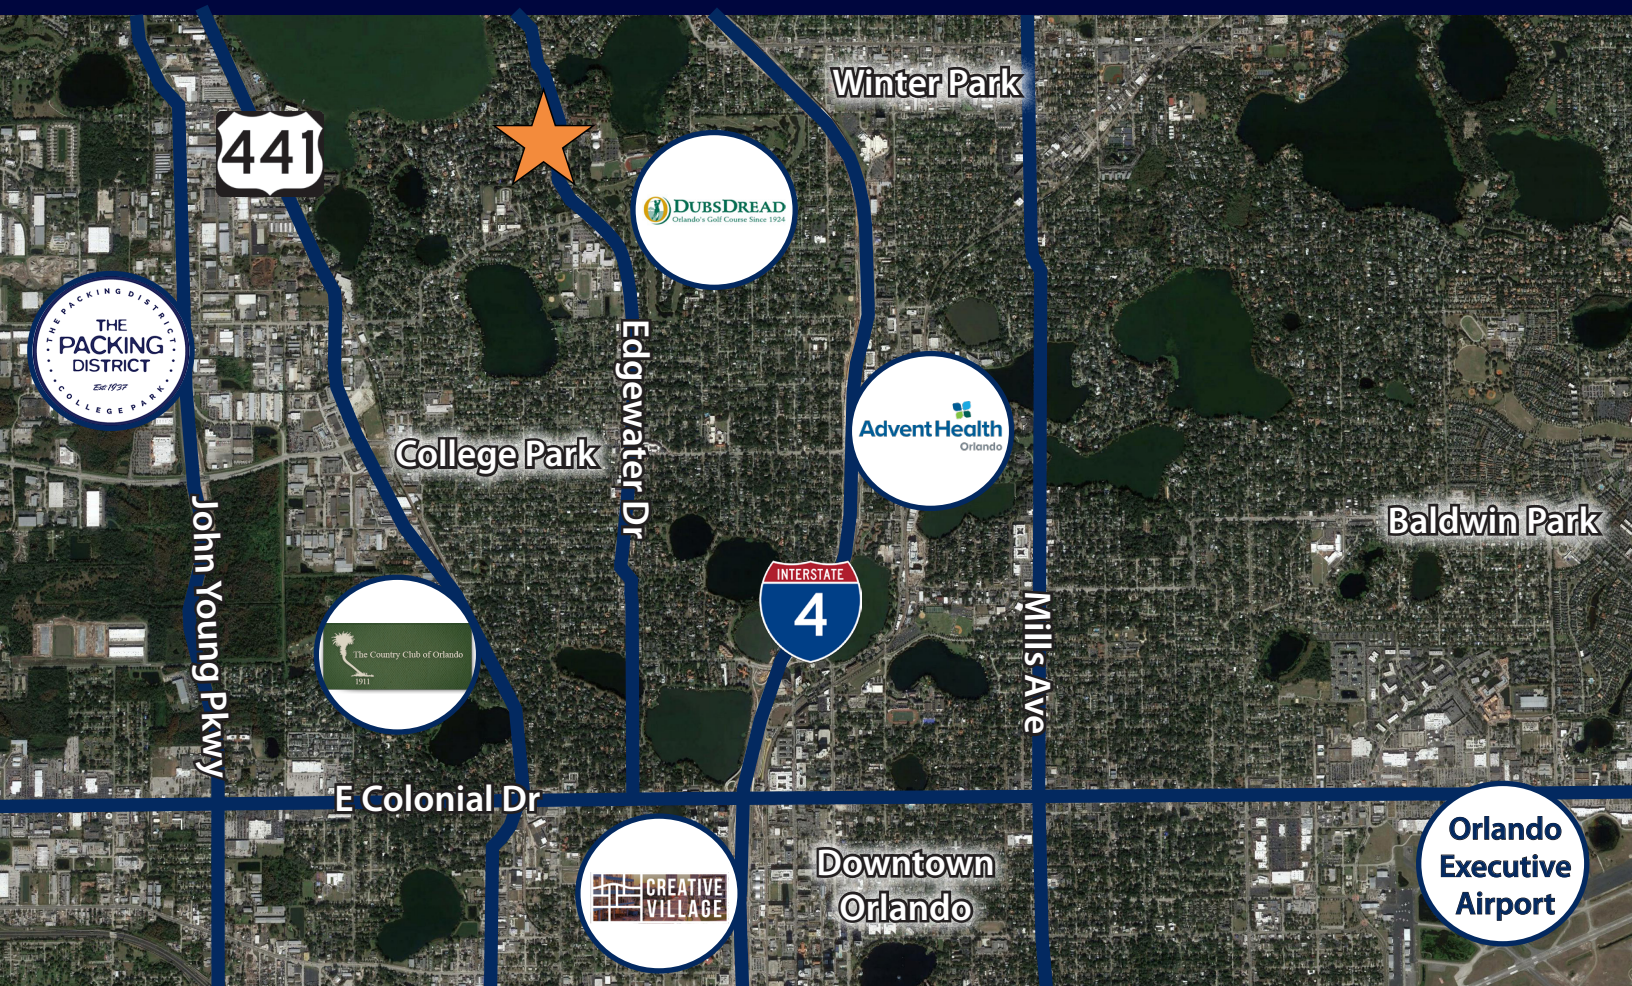 Winter Park
441
DUBSDREAD
Orlando's Golf Course Since 1924
THE PACKING DISTRICT
THE
PACKING
DISTRICT
Est. 1937
COLLEGE PARK
Edgewater Dr
AdventHealth
Orlando
College Park
John Young Pkwy
Baldwin Park
INTERSTATE
4
Mills Ave
The Country Club of Orlando
1911
E Colonial Dr
Orlando
Executive
Airport
Downtown
Orlando
CREATIVE
VILLAGE